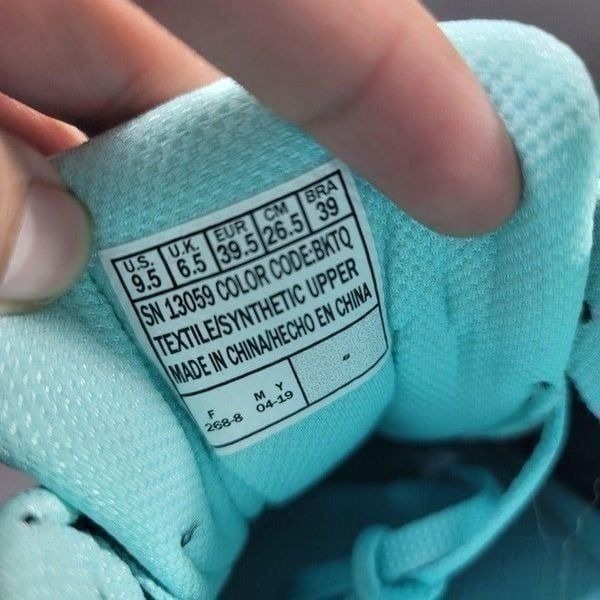 U.S. U.K. EUR CM BRA
9.5 6.5 39.5 26.5 39
SN 13059 COLOR CODE:BKTQ
TEXTILE/SYNTHETIC UPPER
MADE IN CHINA/HECHO EN CHINA
F M Y
268-8 04-19